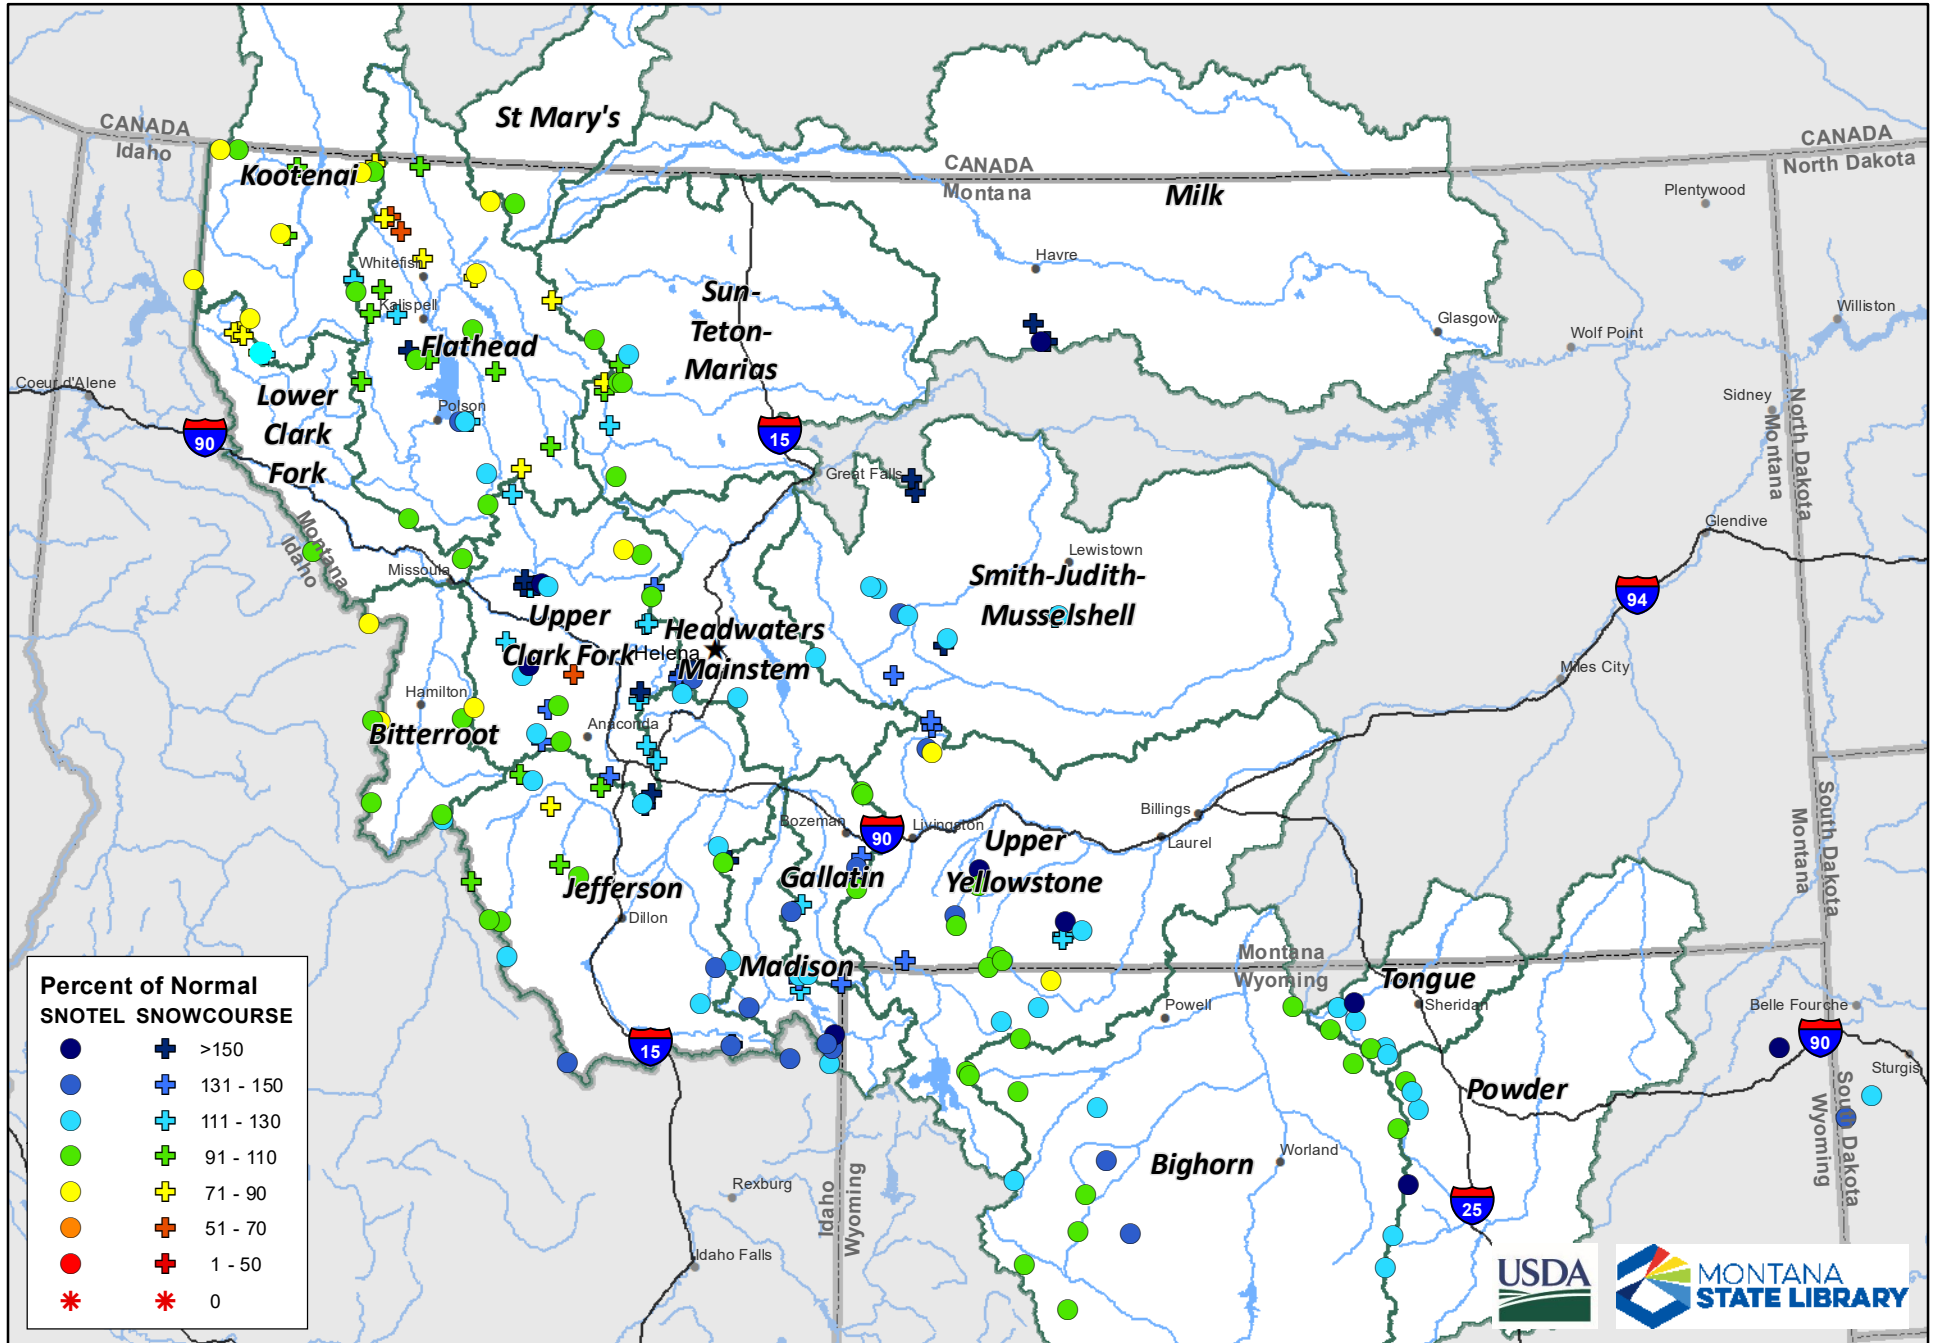 St Mary's
CANADA
Idaho
CANADA
Montana
CANADA
North Dakota
Kootenai
Milk
Plentywood
Havre
Whitefish
Sun-
Teton-
Marias
Kalispell
Williston
Glasgow
Wolf Point
Flathead
Coeur d'Alene
Lower
Clark
Fork
Polson
Sidney
North Dakota
Montana
90
15
Great Falls
Montana
Idaho
Glendive
Lewistown
Missoula
Smith-Judith-
Musselshell
94
Upper
Clark Fork
Headwaters
Mainstem
Helena
Miles City
Hamilton
Bitterroot
Anaconda
South Dakota
Montana
Billings
Bozeman
90
Livingston
Laurel
Upper
Yellowstone
Gallatin
Jefferson
Dillon
Montana
Wyoming
Madison
Tongue
Sheridan
Powell
Belle Fourche
Percent of Normal
SNOTEL SNOWCOURSE
>150
131 - 150
111 - 130
91 - 110
71 - 90
51 - 70
1 - 50
0
15
90
Sturgis
Powder
South Dakota
Wyoming
Bighorn
Worland
Rexburg
Idaho
Wyoming
25
Idaho Falls
USDA
MONTANA
STATE LIBRARY